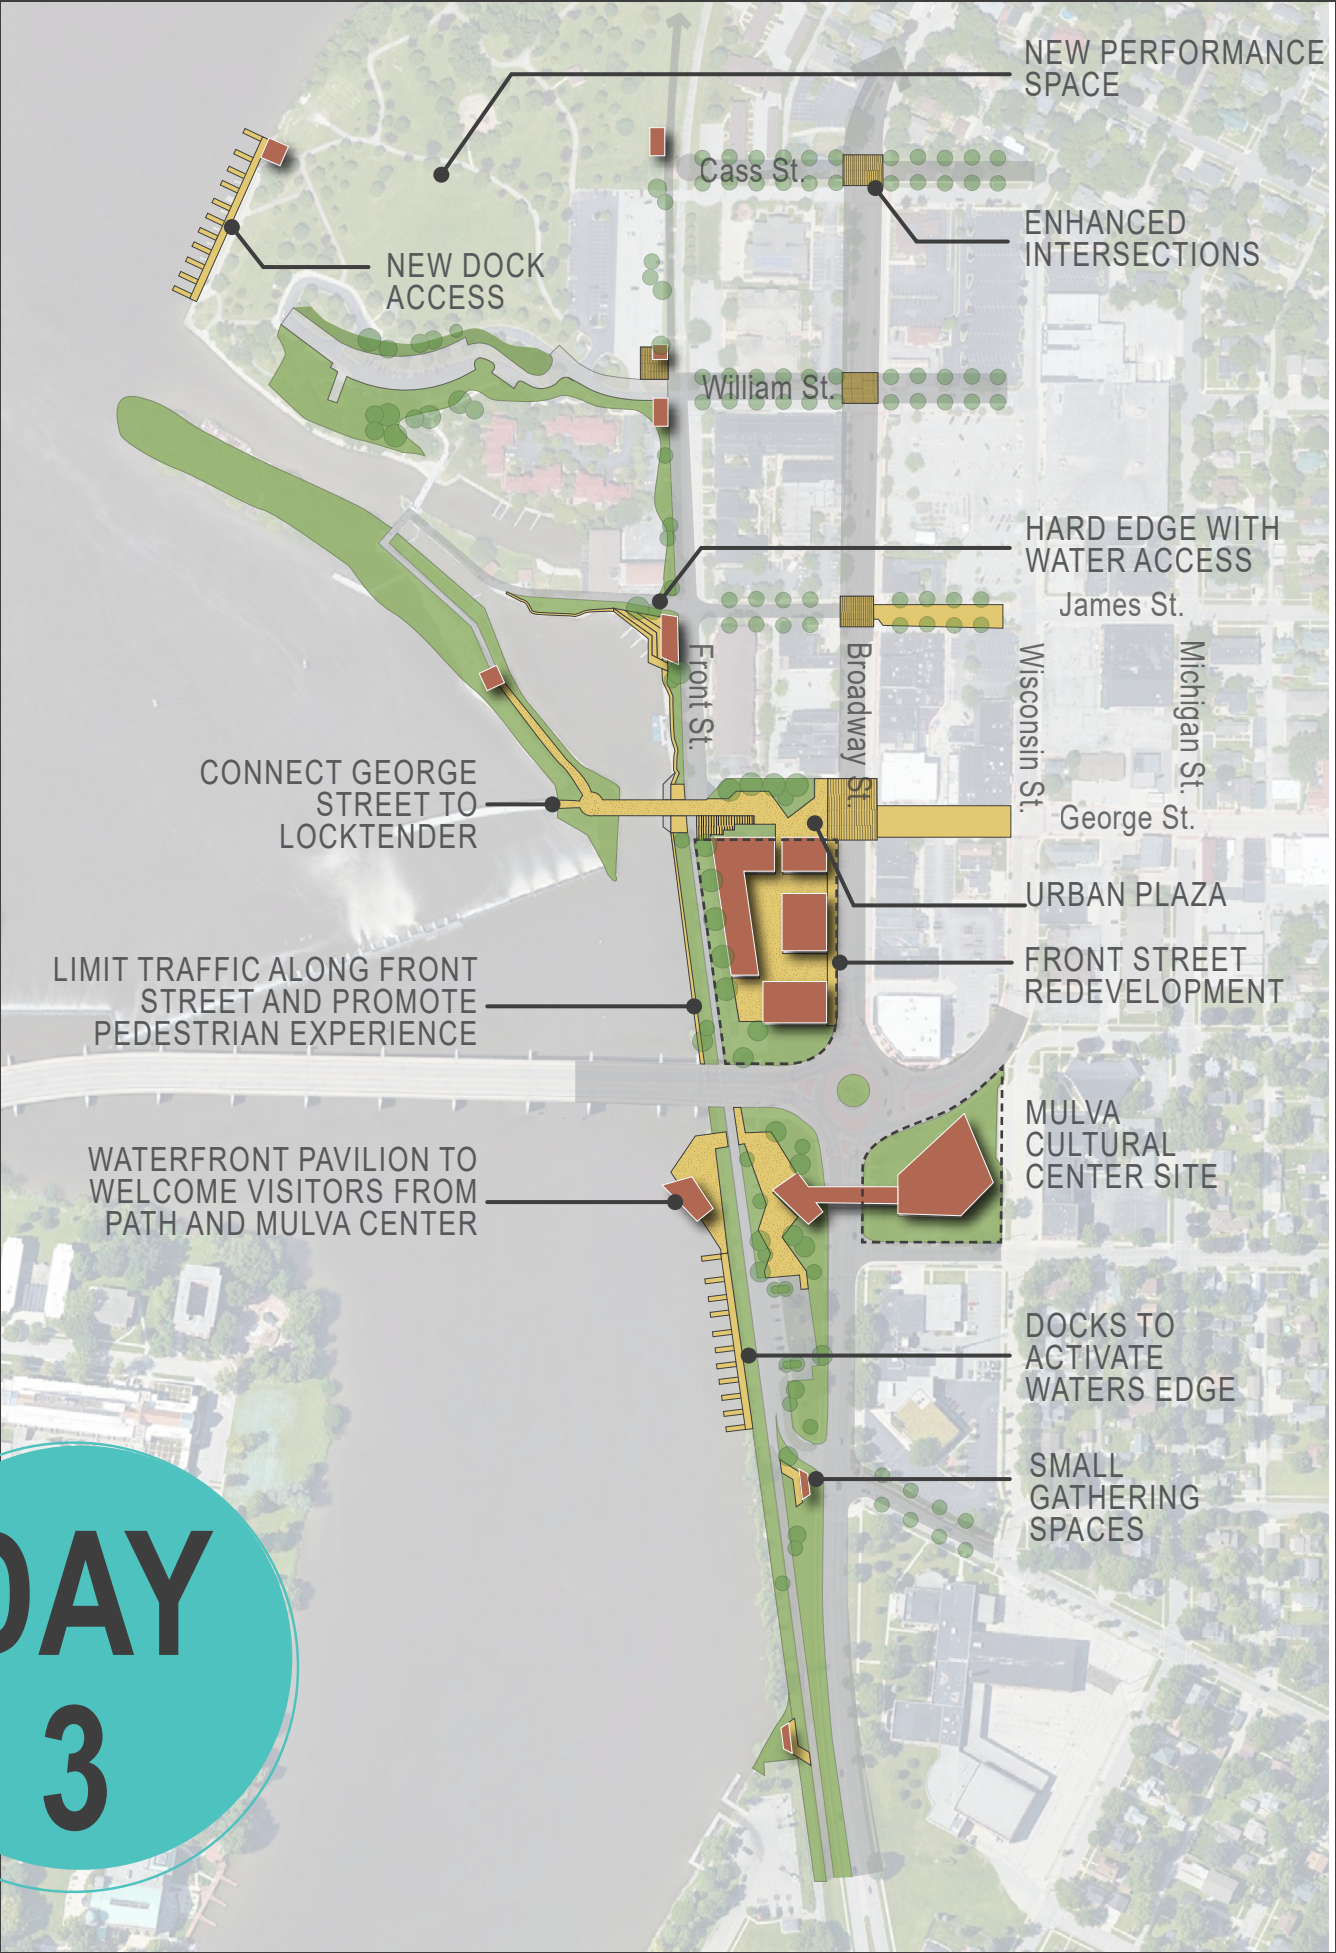 NEW PERFORMANCE
SPACE
Cass St.
ENHANCED
INTERSECTIONS
NEW DOCK
ACCESS
William St.
HARD EDGE WITH
WATER ACCESS
James St.
Front St.
Broadway St.
Wisconsin St.
Michigan St.
CONNECT GEORGE
STREET TO
LOCKTENDER
George St.
URBAN PLAZA
FRONT STREET
REDEVELOPMENT
LIMIT TRAFFIC ALONG FRONT
STREET AND PROMOTE
PEDESTRIAN EXPERIENCE
MULVA
CULTURAL
CENTER SITE
WATERFRONT PAVILION TO
WELCOME VISITORS FROM
PATH AND MULVA CENTER
DOCKS TO
ACTIVATE
WATERS EDGE
SMALL
GATHERING
SPACES
DAY
3